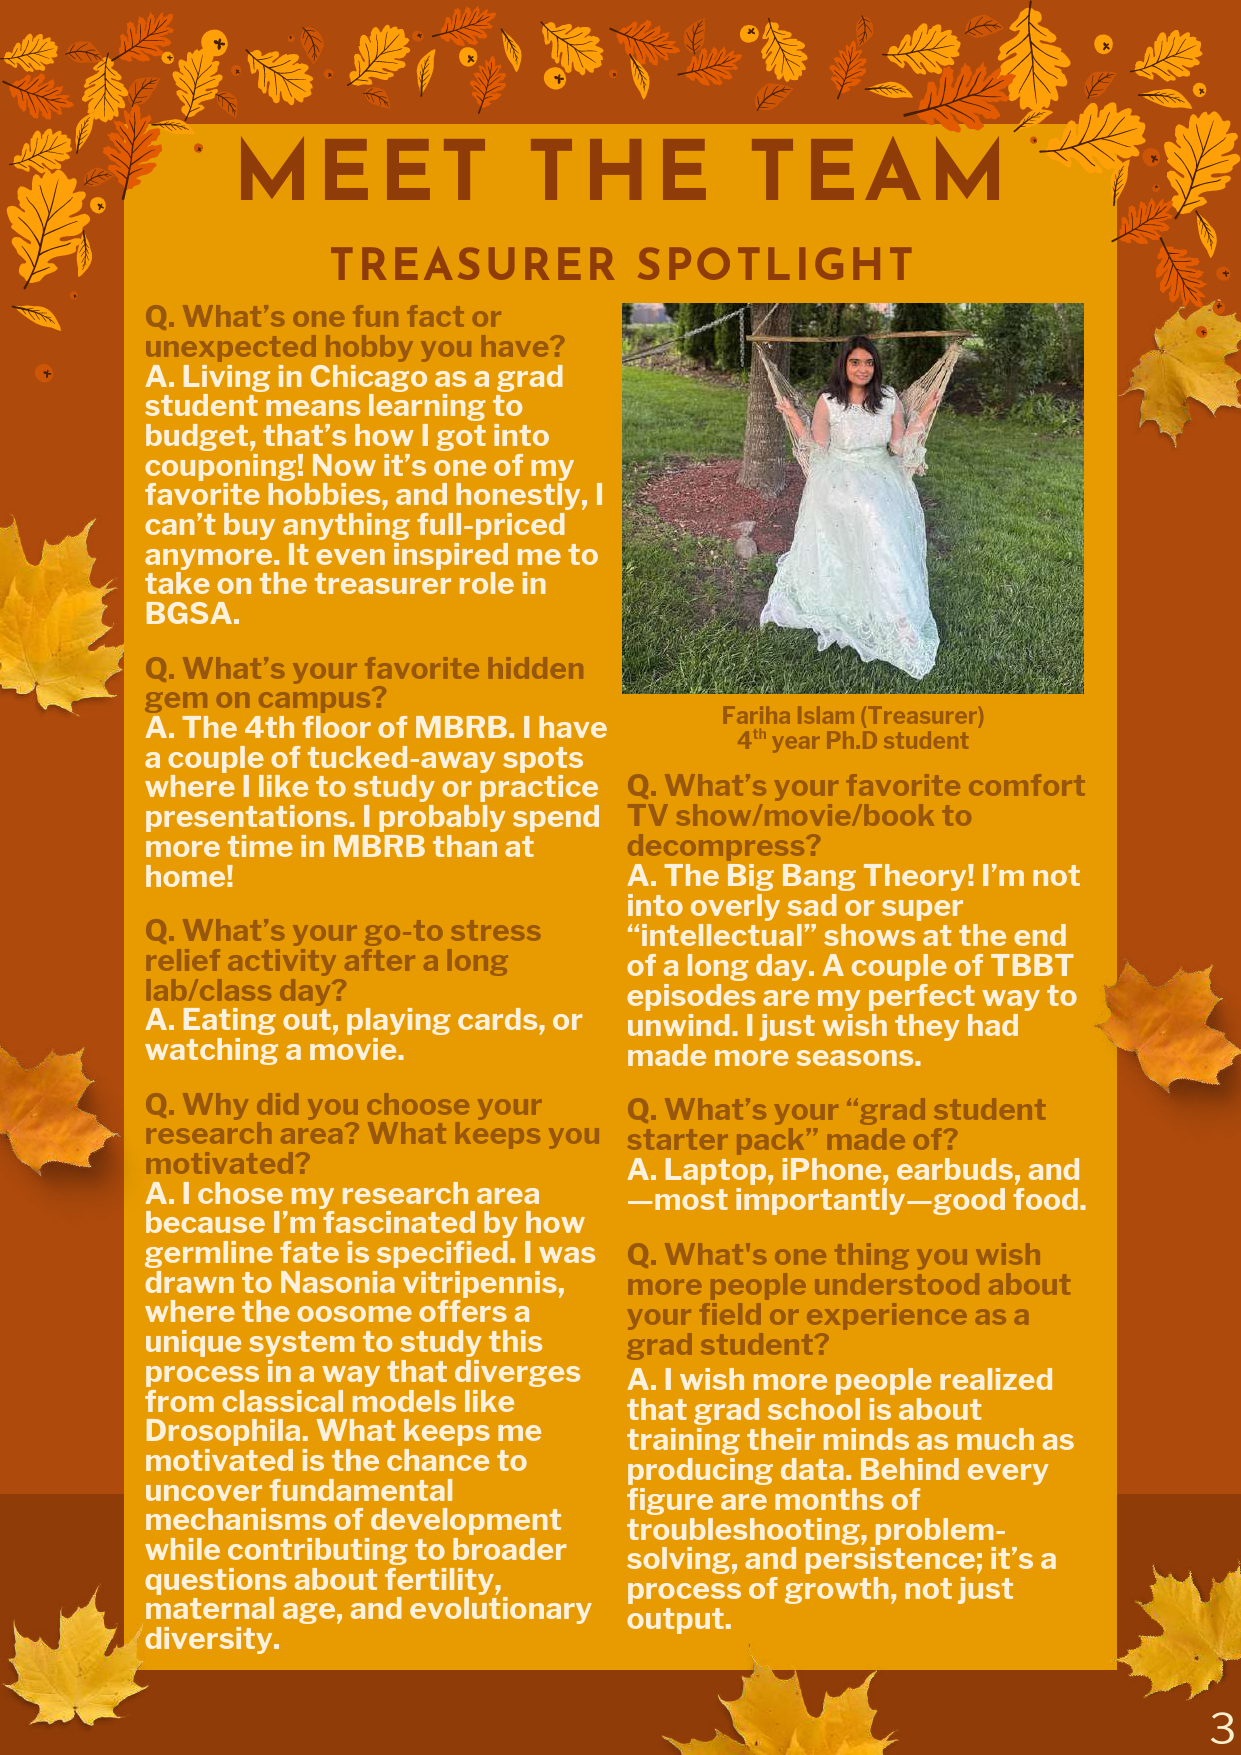 MEET THE TEAM
TREASURER SPOTLIGHT
Q. What’s one fun fact or
unexpected hobby you have?
A. Living in Chicago as a grad
student means learning to
budget, that’s how I got into
couponing! Now it’s one of my
favorite hobbies, and honestly, I
can’t buy anything full-priced
anymore. It even inspired me to
take on the treasurer role in
BGSA.
Q. What’s your favorite hidden
gem on campus?
A. The 4th floor of MBRB. I have
a couple of tucked-away spots
where I like to study or practice
presentations. I probably spend
more time in MBRB than at
home!
Q. What’s your go-to stress
relief activity after a long
lab/class day?
A. Eating out, playing cards, or
watching a movie.
Q. Why did you choose your
research area? What keeps you
motivated?
A. I chose my research area
because I’m fascinated by how
germline fate is specified. I was
drawn to Nasonia vitripennis,
where the oosome offers a
unique system to study this
process in a way that diverges
from classical models like
Drosophila. What keeps me
motivated is the chance to
uncover fundamental
mechanisms of development
while contributing to broader
questions about fertility,
maternal age, and evolutionary
diversity.
Fariha Islam (Treasurer)
4th year Ph.D student
Q. What’s your favorite comfort
TV show/movie/book to
decompress?
A. The Big Bang Theory! I’m not
into overly sad or super
“intellectual” shows at the end
of a long day. A couple of TBBT
episodes are my perfect way to
unwind. I just wish they had
made more seasons.
Q. What’s your “grad student
starter pack” made of?
A. Laptop, iPhone, earbuds, and
—most importantly—good food.
Q. What's one thing you wish
more people understood about
your field or experience as a
grad student?
A. I wish more people realized
that grad school is about
training their minds as much as
producing data. Behind every
figure are months of
troubleshooting, problem-
solving, and persistence; it’s a
process of growth, not just
output.
3